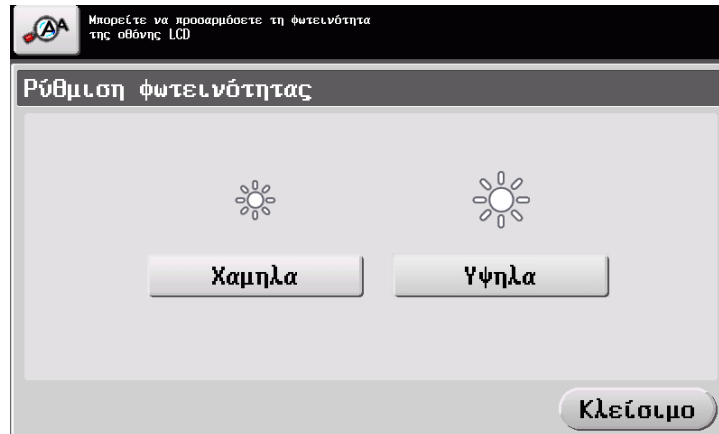 Μπορείτε να προσαρμόσετε τη φωτεινότητα
της οθόνης LCD
Ρύθμιση φωτεινότητας
Χαμηλα
Υψηλα
Κλείσιμο